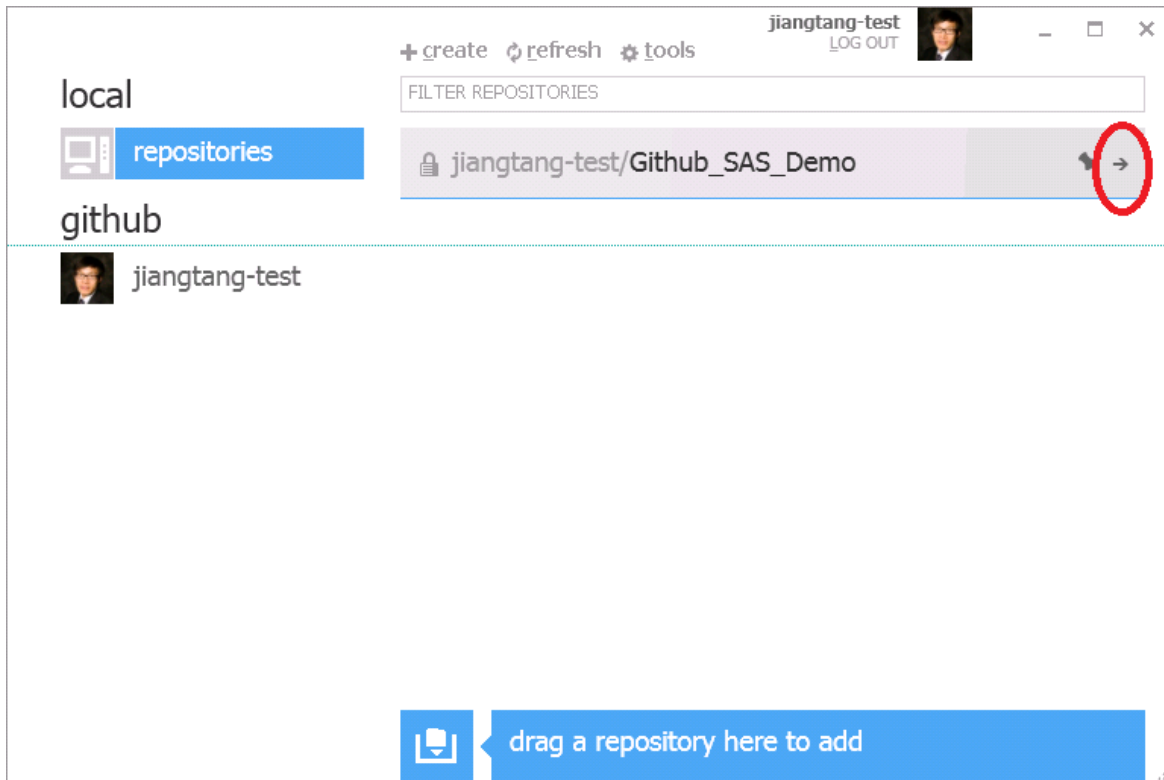 jiangtang-test
LOG OUT
create refresh tools
local
FILTER REPOSITORIES
repositories
jiangtang-test/Github_SAS_Demo
github
jiangtang-test
drag a repository here to add